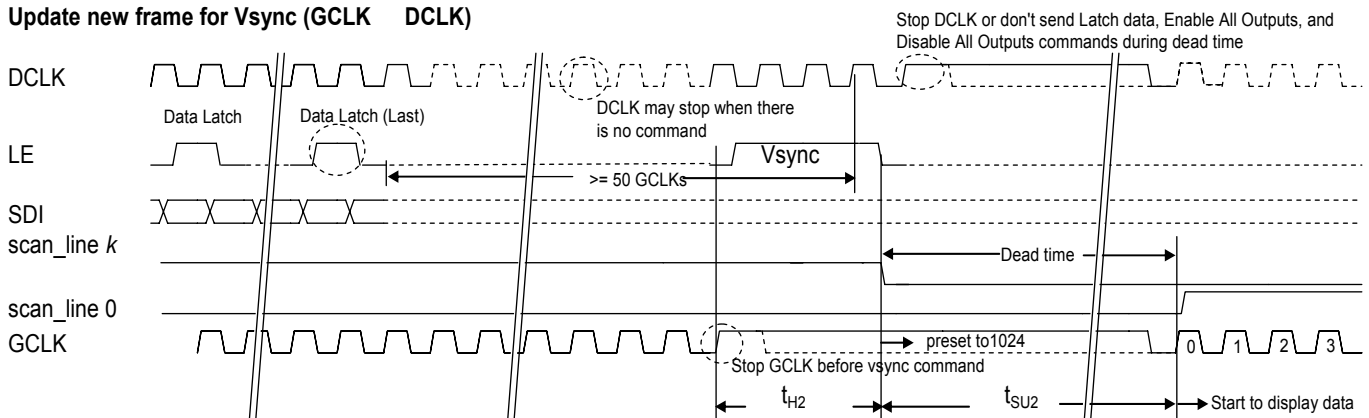 Update new frame for Vsync (GCLK DCLK)
Stop DCLK or don't send Latch data, Enable All Outputs, and
Disable All Outputs commands during dead time
DCLK
Data Latch
Data Latch (Last)
DCLK may stop when there
is no command
LE
Vsync
>= 50 GCLKs
SDI
scan_line k
Dead time
scan_line 0
GCLK
preset to1024
0 1 2 3
Stop GCLK before vsync command
tH2
tSU2
Start to display data